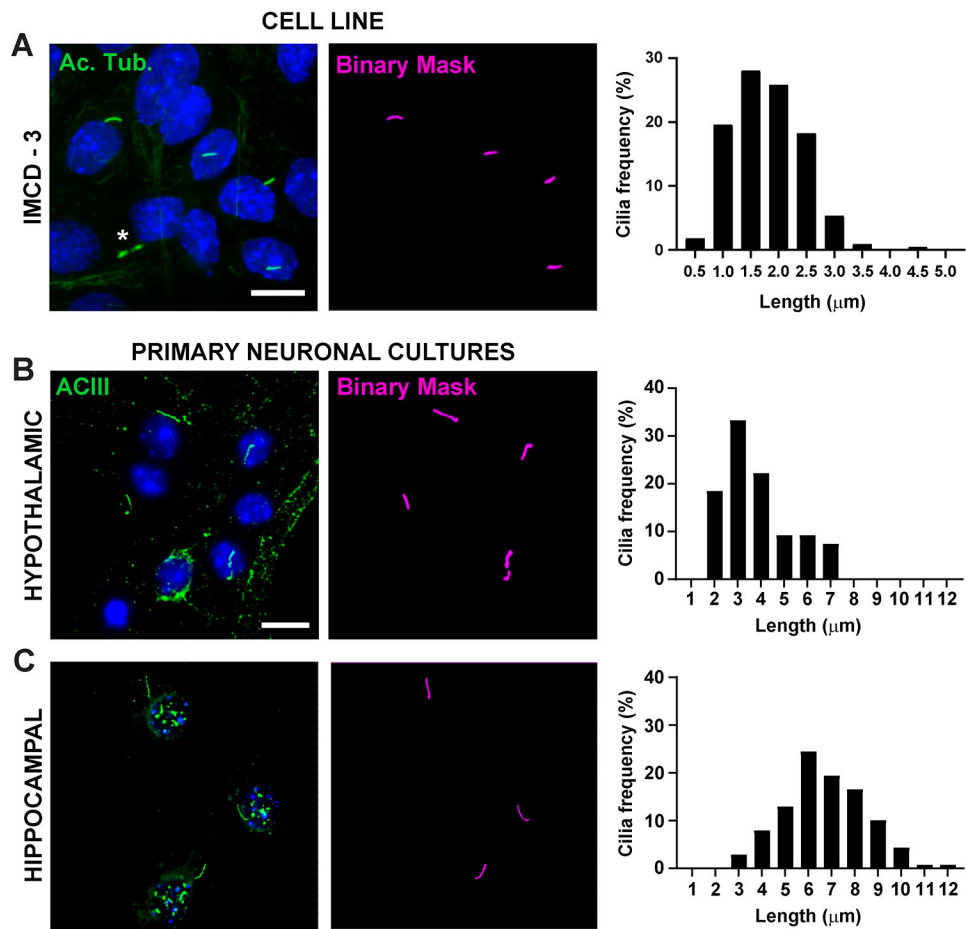 CELL LINE
A
IMCD - 3
Ac. Tub.
*
Binary Mask
Cilia frequency (%)
30
20
10
0
0.5 1.0 1.5 2.0 2.5 3.0 3.5 4.0 4.5 5.0
Length (μm)
PRIMARY NEURONAL CULTURES
B
HYPOTHALAMIC
ACIII
Binary Mask
Cilia frequency (%)
40
30
20
10
0
1 2 3 4 5 6 7 8 9 10 11 12
Length (μm)
C
HIPPOCAMPAL
Cilia frequency (%)
40
30
20
10
0
1 2 3 4 5 6 7 8 9 10 11 12
Length (μm)